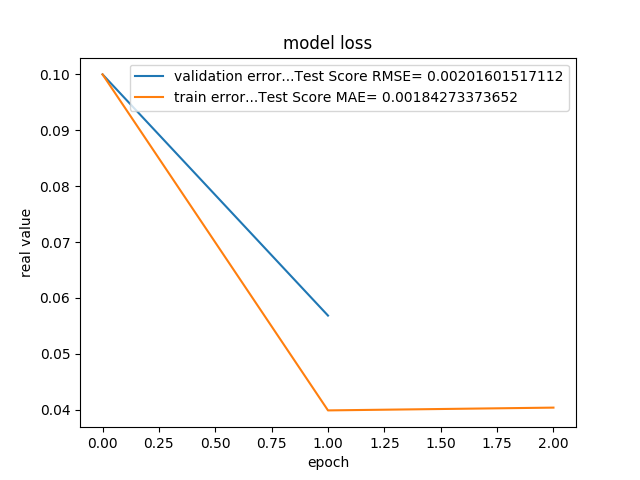 model loss
validation error...Test Score RMSE= 0.00201601517112
train error...Test Score MAE= 0.00184273373652
0.10
0.09
0.08
0.07
0.06
0.05
0.04
real value
0.00 0.25 0.50 0.75 1.00 1.25 1.50 1.75 2.00
epoch